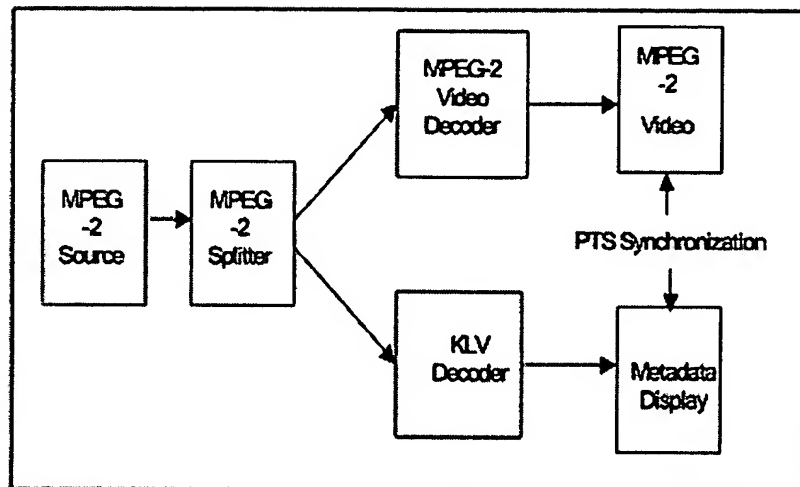 MPEG
-2
Source
MPEG
-2
Splitter
MPEG-2
Video
Decoder
MPEG
-2
Video
PTS Synchronization
KLV
Decoder
Metadata
Display